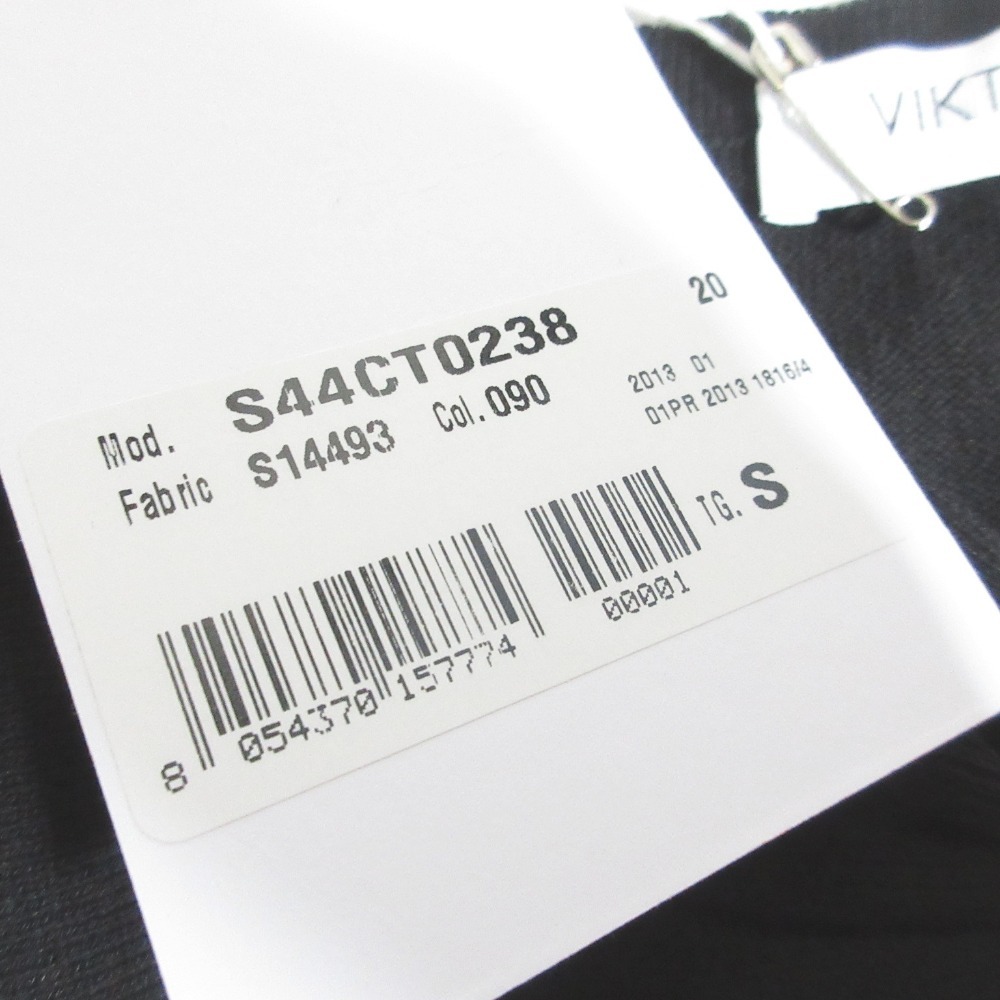 VIKT
20
Mod. S44CT0238
Fabric S14493 Col. 090
2013 01
01PR 2013 1816/4
TG. S
8 054370 157774
00001